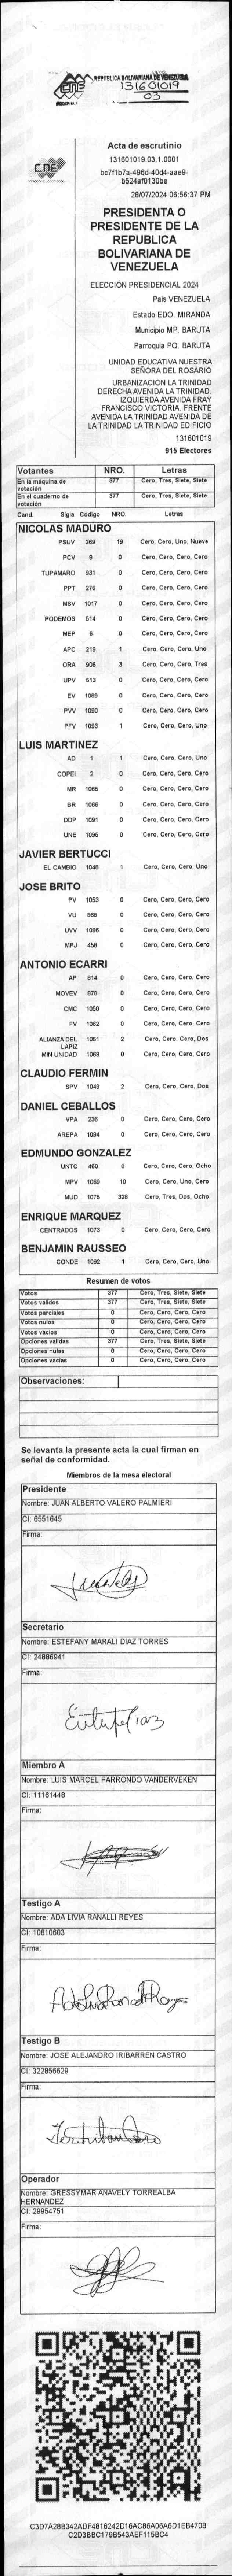 REPUBLICA BOLIVARIANA DE VENEZUELA
CNE
131601019
03
CNE
Acta de escrutinio
131601019.03.1.0001
bc7f1b7a-496d-40d4-aae9-
b524af0130be
28/07/2024 06:56:37 PM
PRESIDENTA O
PRESIDENTE DE LA
REPUBLICA
BOLIVARIANA DE
VENEZUELA
ELECCIÓN PRESIDENCIAL 2024
Pais VENEZUELA
Estado EDO. MIRANDA
Municipio MP. BARUTA
Parroquia PQ. BARUTA
UNIDAD EDUCATIVA NUESTRA
SEÑORA DEL ROSARIO
URBANIZACION LA TRINIDAD
DERECHA AVENIDA LA TRINIDAD.
IZQUIERDA AVENIDA FRAY
FRANCISCO VICTORIA. FRENTE
AVENIDA LA TRINIDAD AVENIDA DE
LA TRINIDAD LA TRINIDAD EDIFICIO
131601019
915 Electores
Votantes NRO. Letras
En la máquina de votación 377 Cero, Tres, Siete, Siete
En el cuaderno de votación 377 Cero, Tres, Siete, Siete
Cand. Sigla Código NRO. Letras
NICOLAS MADURO
PSUV 269 19 Cero, Cero, Uno, Nueve
PCV 9 0 Cero, Cero, Cero, Cero
TUPAMARO 931 0 Cero, Cero, Cero, Cero
PPT 276 0 Cero, Cero, Cero, Cero
MSV 1017 0 Cero, Cero, Cero, Cero
PODEMOS 514 0 Cero, Cero, Cero, Cero
MEP 6 0 Cero, Cero, Cero, Cero
APC 219 1 Cero, Cero, Cero, Uno
ORA 906 3 Cero, Cero, Cero, Tres
UPV 513 0 Cero, Cero, Cero, Cero
EV 1089 0 Cero, Cero, Cero, Cero
PVV 1090 0 Cero, Cero, Cero, Cero
PFV 1093 1 Cero, Cero, Cero, Uno
LUIS MARTINEZ
AD 1 1 Cero, Cero, Cero, Uno
COPEI 2 0 Cero, Cero, Cero, Cero
MR 1065 0 Cero, Cero, Cero, Cero
BR 1066 0 Cero, Cero, Cero, Cero
DDP 1091 0 Cero, Cero, Cero, Cero
UNE 1095 0 Cero, Cero, Cero, Cero
JAVIER BERTUCCI
EL CAMBIO 1048 1 Cero, Cero, Cero, Uno
JOSE BRITO
PV 1053 0 Cero, Cero, Cero, Cero
VU 868 0 Cero, Cero, Cero, Cero
UVV 1096 0 Cero, Cero, Cero, Cero
MPJ 458 0 Cero, Cero, Cero, Cero
ANTONIO ECARRI
AP 814 0 Cero, Cero, Cero, Cero
MOVEV 878 0 Cero, Cero, Cero, Cero
CMC 1050 0 Cero, Cero, Cero, Cero
FV 1062 0 Cero, Cero, Cero, Cero
ALIANZA DEL LAPIZ 1051 2 Cero, Cero, Cero, Dos
MIN UNIDAD 1068 0 Cero, Cero, Cero, Cero
CLAUDIO FERMIN
SPV 1049 2 Cero, Cero, Cero, Dos
DANIEL CEBALLOS
VPA 236 0 Cero, Cero, Cero, Cero
AREPA 1094 0 Cero, Cero, Cero, Cero
EDMUNDO GONZALEZ
UNTC 460 8 Cero, Cero, Cero, Ocho
MPV 1069 10 Cero, Cero, Uno, Cero
MUD 1075 328 Cero, Tres, Dos, Ocho
ENRIQUE MARQUEZ
CENTRADOS 1073 0 Cero, Cero, Cero, Cero
BENJAMIN RAUSSEO
CONDE 1092 1 Cero, Cero, Cero, Uno
Resumen de votos
Votos 377 Cero, Tres, Siete, Siete
Votos validos 377 Cero, Tres, Siete, Siete
Votos parciales 0 Cero, Cero, Cero, Cero
Votos nulos 0 Cero, Cero, Cero, Cero
Votos vacios 0 Cero, Cero, Cero, Cero
Opciones validas 377 Cero, Tres, Siete, Siete
Opciones nulas 0 Cero, Cero, Cero, Cero
Opciones vacias 0 Cero, Cero, Cero, Cero
Observaciones:
Se levanta la presente acta la cual firman en
señal de conformidad.
Miembros de la mesa electoral
Presidente
Nombre: JUAN ALBERTO VALERO PALMIERI
CI: 6551645
Firma:
Secretario
Nombre: ESTEFANY MARALI DIAZ TORRES
CI: 24886941
Firma:
Miembro A
Nombre: LUIS MARCEL PARRONDO VANDERVEKEN
CI: 11161448
Firma:
Testigo A
Nombre: ADA LIVIA RANALLI REYES
CI: 10810603
Firma:
Testigo B
Nombre: JOSE ALEJANDRO IRIBARREN CASTRO
CI: 322856629
Firma:
Operador
Nombre: GRESSYMAR ANAVELY TORREALBA
HERNANDEZ
CI: 29954751
Firma:
C3D7A28B342ADF4816242D16AC86A06A6D1EB4708
C2D3BBC179B543AEF115BC4